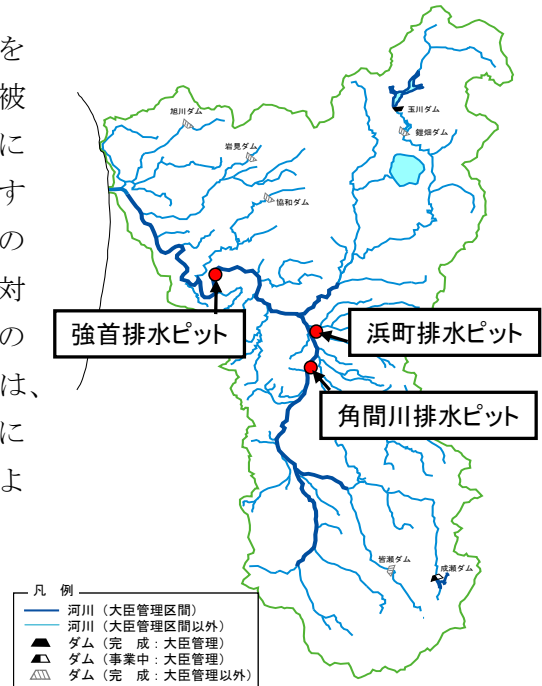 を
被
に
す
の
対
の
は、
に
よ
旭川ダム
岩見ダム
協和ダム
玉川ダム
鎧畑ダム
強首排水ピット
浜町排水ピット
角間川排水ピット
皆瀬ダム
成瀬ダム
凡 例
河川（大臣管理区間）
河川（大臣管理区間以外）
ダム（完 成：大臣管理）
ダム（事業中：大臣管理）
ダム（完 成：大臣管理以外）